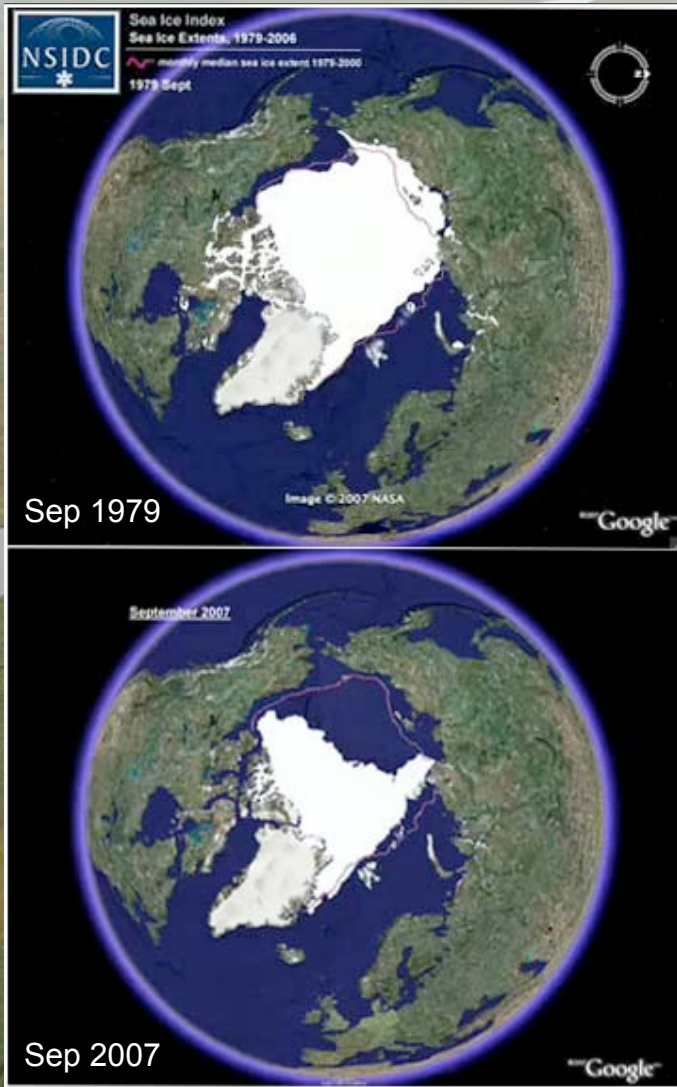 NSIDC
Sea Ice Index
Sea Ice Extents, 1979-2006
monthly median sea ice extent 1979-2000
1979 Sept
Image © 2007 NASA
Sep 1979
Google
September 2007
Sep 2007
Google